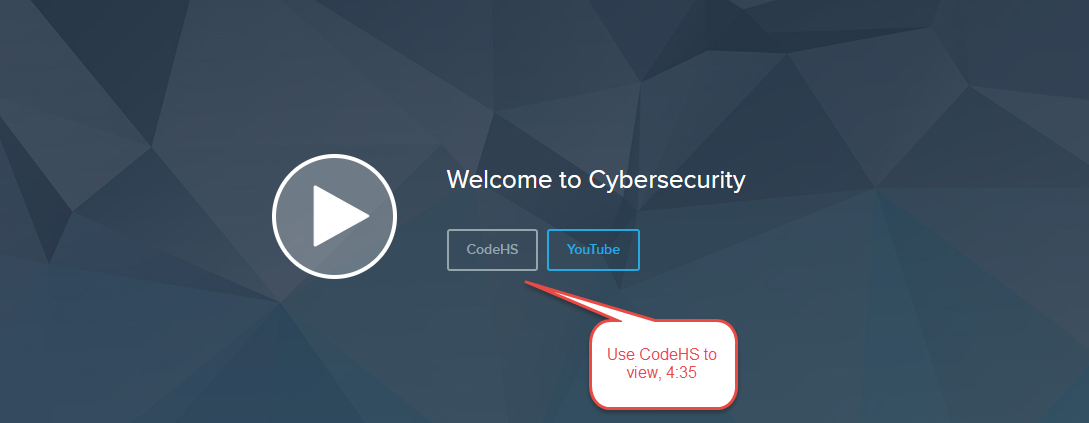 Welcome to Cybersecurity
CodeHS
YouTube
Use CodeHS to
view, 4:35